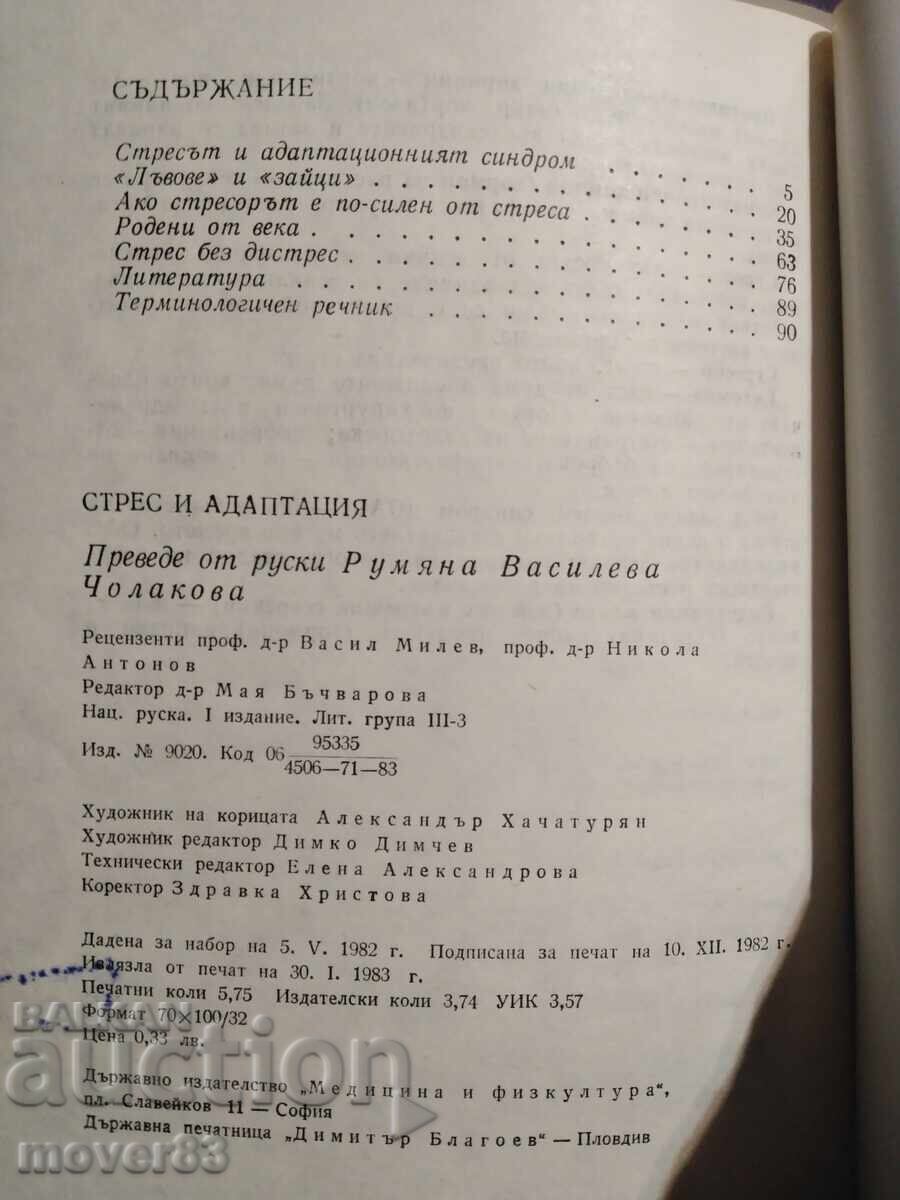 СЪДЪРЖАНИЕ
Стресът и адаптационният синдром . . . . . . . 5
«Лъвове» и «зайци» . . . . . . . . . . . . . . 20
Ако стресорът е по-силен от стреса . . . . . . . 35
Родени от века . . . . . . . . . . . . . . . 63
Стрес без дистрес . . . . . . . . . . . . . . 76
Литература . . . . . . . . . . . . . . . . 89
Терминологичен речник . . . . . . . . . . . . 90
СТРЕС И АДАПТАЦИЯ
Преведе от руски Румяна Василева
Чолакова
Рецензенти проф. д-р Васил Милев, проф. д-р Никола
Антонов
Редактор д-р Мая Бъчварова
Нац. руска. I издание. Лит. група III-3
Изд. № 9020. Код 06 95335
4506—71—83
Художник на корицата Александър Хачатурян
Художник редактор Димко Димчев
Технически редактор Елена Александрова
Коректор Здравка Христова
Дадена за набор на 5. V. 1982 г. Подписана за печат на 10. XII. 1982 г.
Излязла от печат на 30. I. 1983 г.
Печатни коли 5,75 Издателски коли 3,74 УИК 3,57
Формат 70×100/32
Цена 0,33 лв.
Държавно издателство „Медицина и физкултура“,
пл. Славейков 11 — София
Държавна печатница „Димитър Благоев“ — Пловдив
BALKAN
auction
mover83